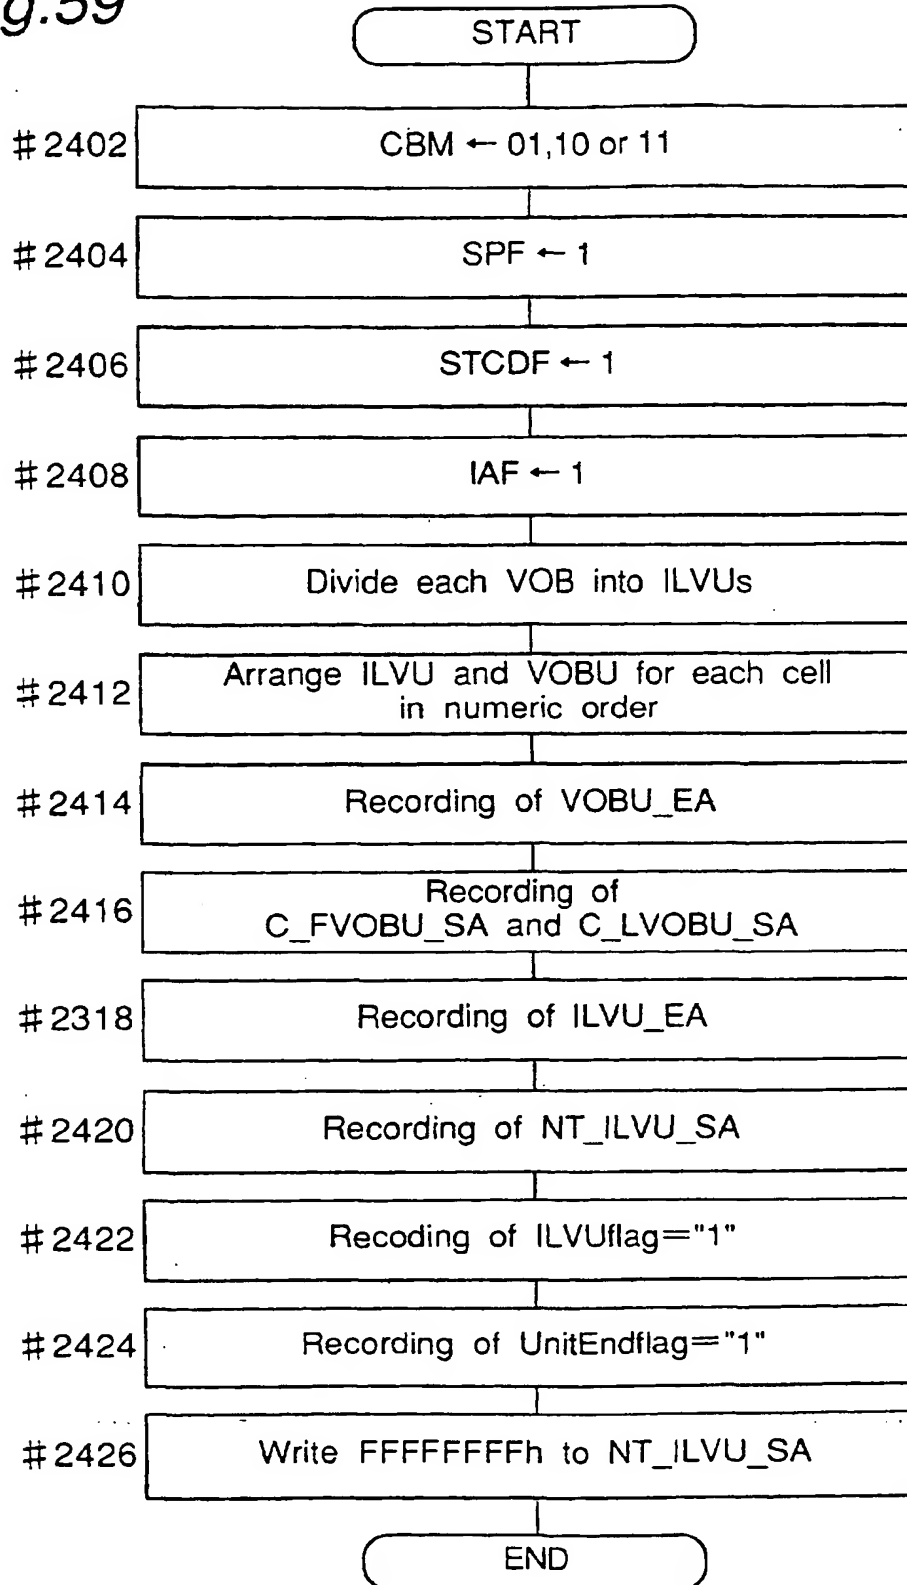 g.59
START
#2402 CBM ← 01,10 or 11
#2404 SPF ← 1
#2406 STCDF ← 1
#2408 IAF ← 1
#2410 Divide each VOB into ILVUs
#2412 Arrange ILVU and VOBU for each cell
in numeric order
#2414 Recording of VOBU_EA
#2416 Recording of
C_FVOBU_SA and C_LVOBU_SA
#2318 Recording of ILVU_EA
#2420 Recording of NT_ILVU_SA
#2422 Recoding of ILVUflag="1"
#2424 Recording of UnitEndflag="1"
#2426 Write FFFFFFFFh to NT_ILVU_SA
END